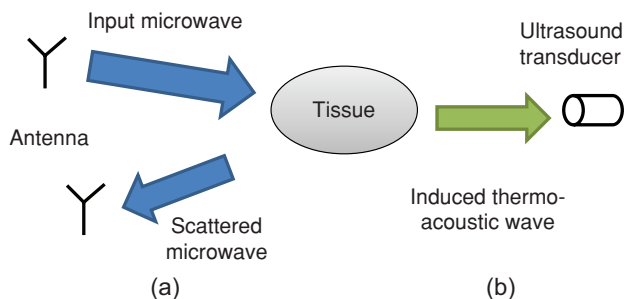 Input microwave
Ultrasound
transducer
Tissue
Antenna
Scattered
microwave
Induced thermo-
acoustic wave
(a)
(b)